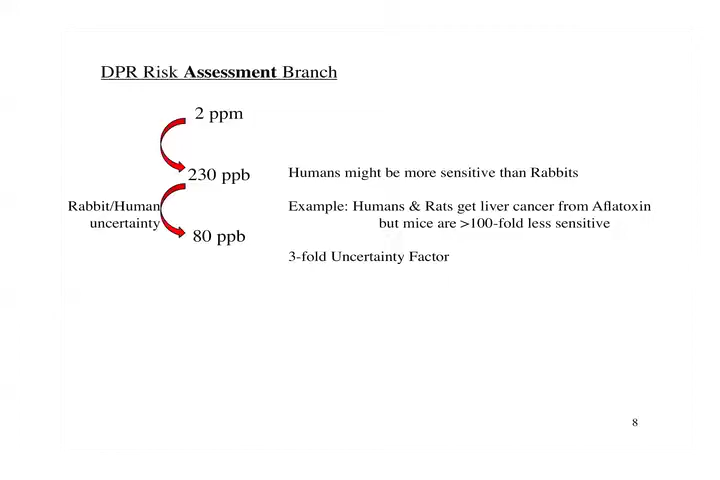 DPR Risk Assessment Branch
2 ppm
230 ppb
Humans might be more sensitive than Rabbits
Rabbit/Human
uncertainty
Example: Humans & Rats get liver cancer from Aflatoxin
but mice are >100-fold less sensitive
80 ppb
3-fold Uncertainty Factor
8